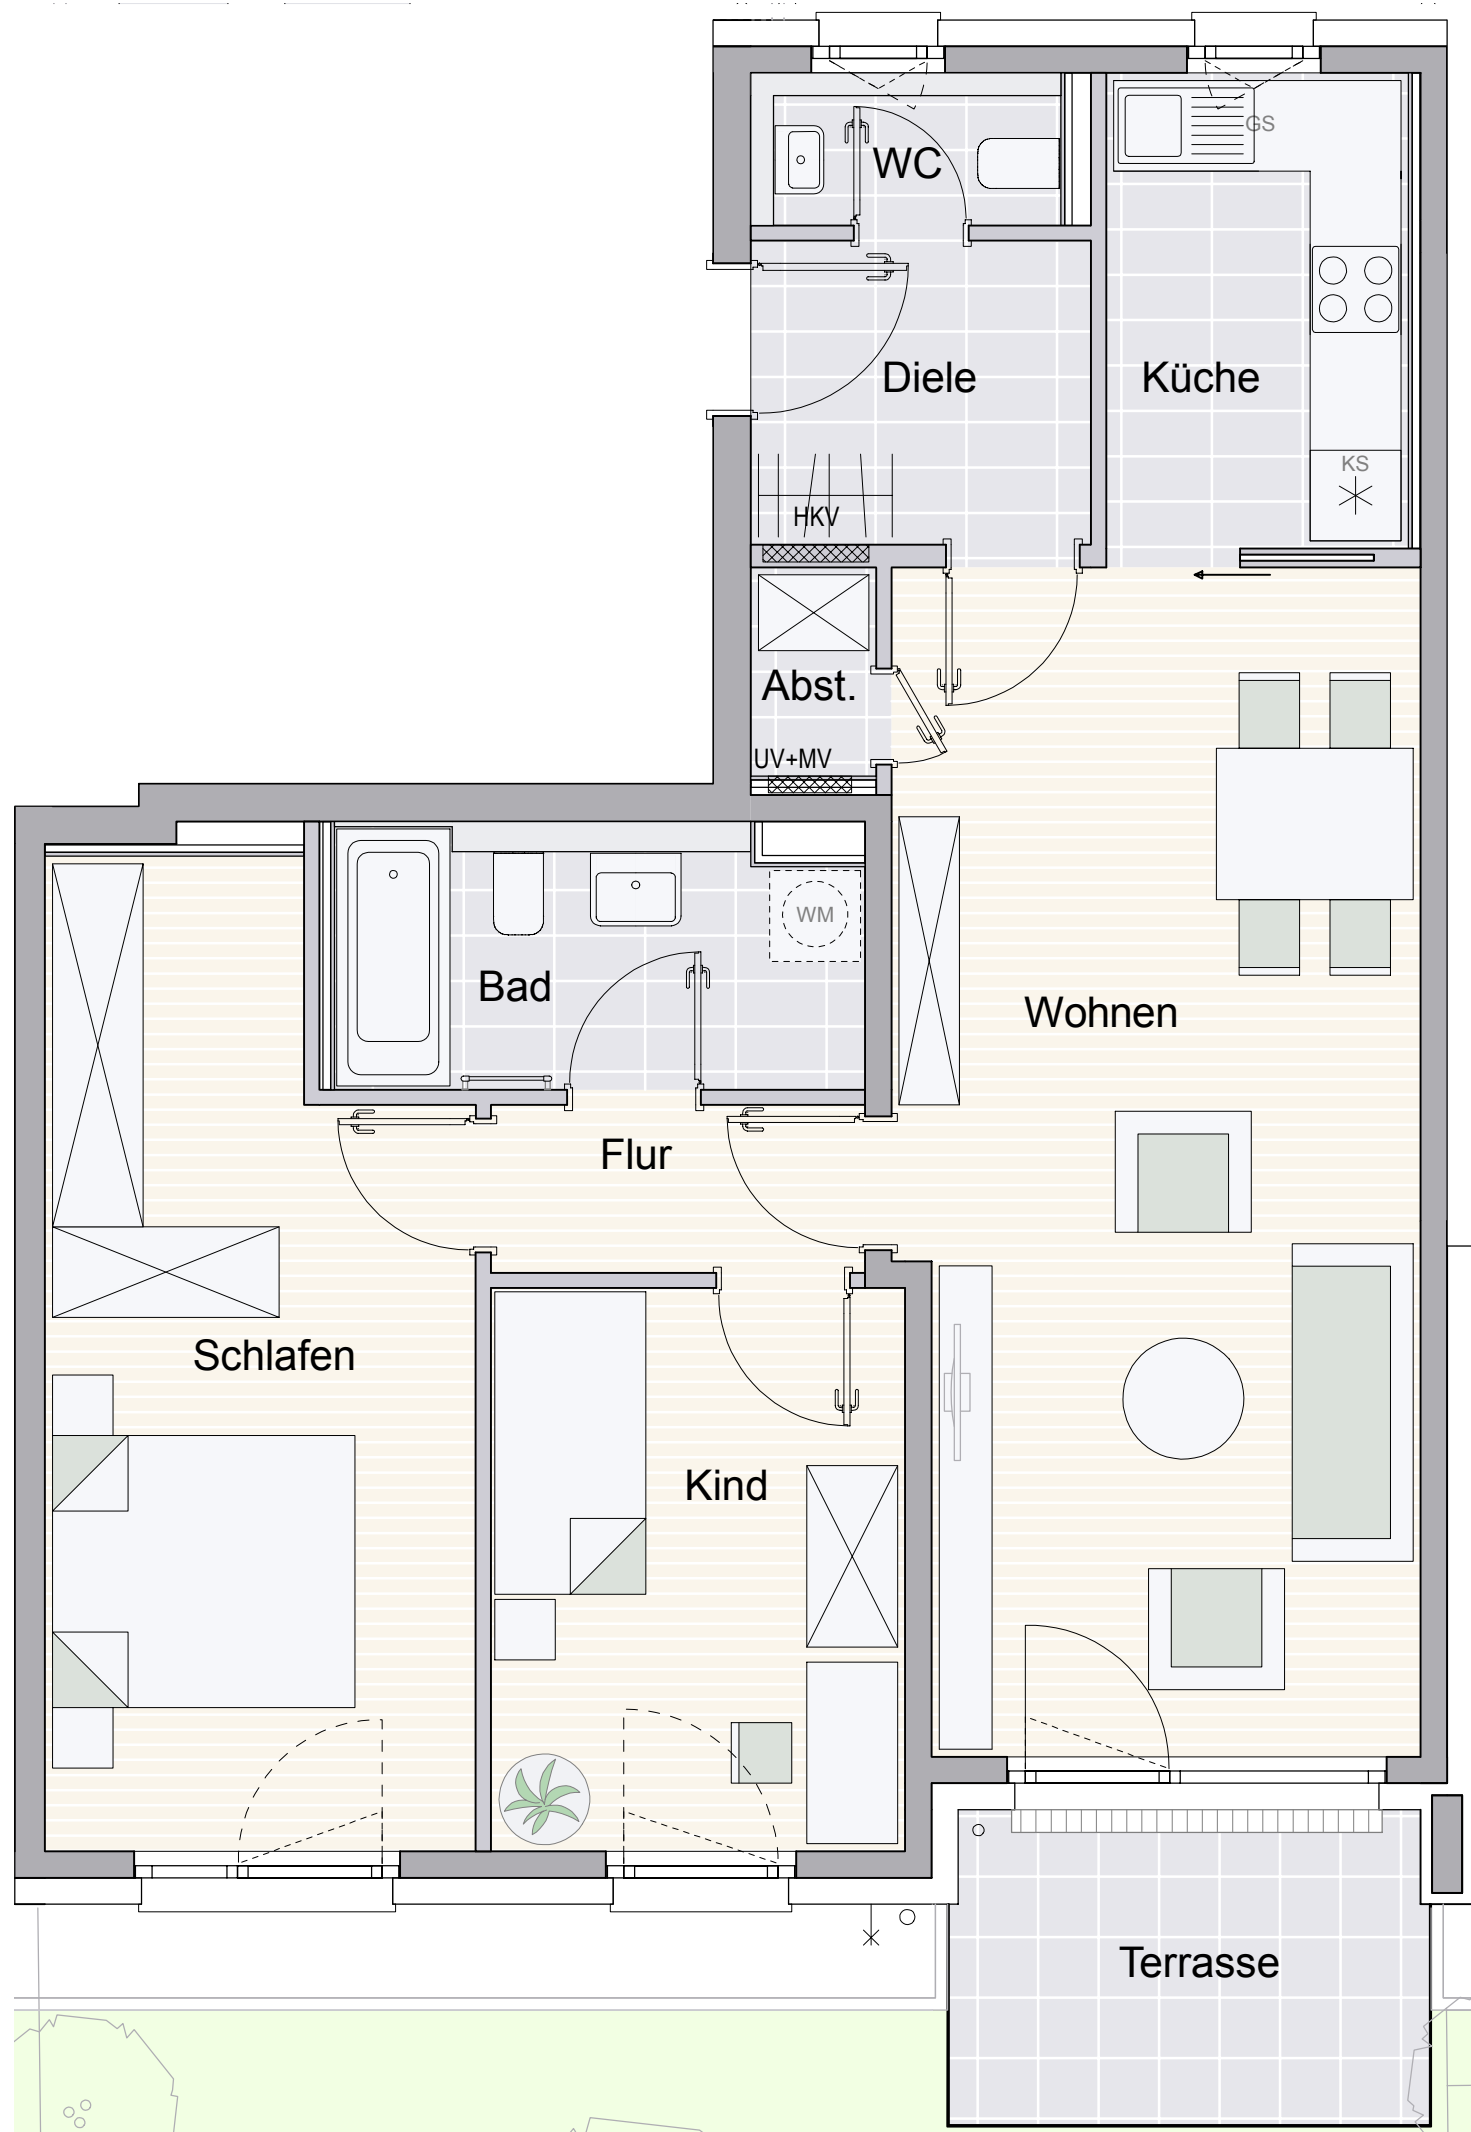 GS
WC
Diele
Küche
KS
HKV
Abst.
UV+MV
WM
Bad
Wohnen
Flur
Schlafen
Kind
Terrasse